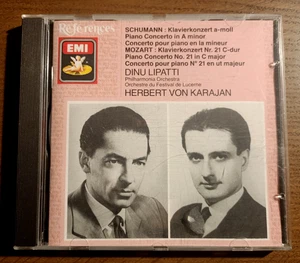 Références
EMI
SCHUMANN : Klavierkonzert a-moll
Piano Concerto in A minor
Concerto pour piano en la mineur
MOZART : Klavierkonzert Nr. 21 C-dur
Piano Concerto No. 21 in C major
Concerto pour piano N° 21 en ut majeur
DINU LIPATTI
Philharmonia Orchestra
Orchestre du Festival de Lucerne
HERBERT VON KARAJAN